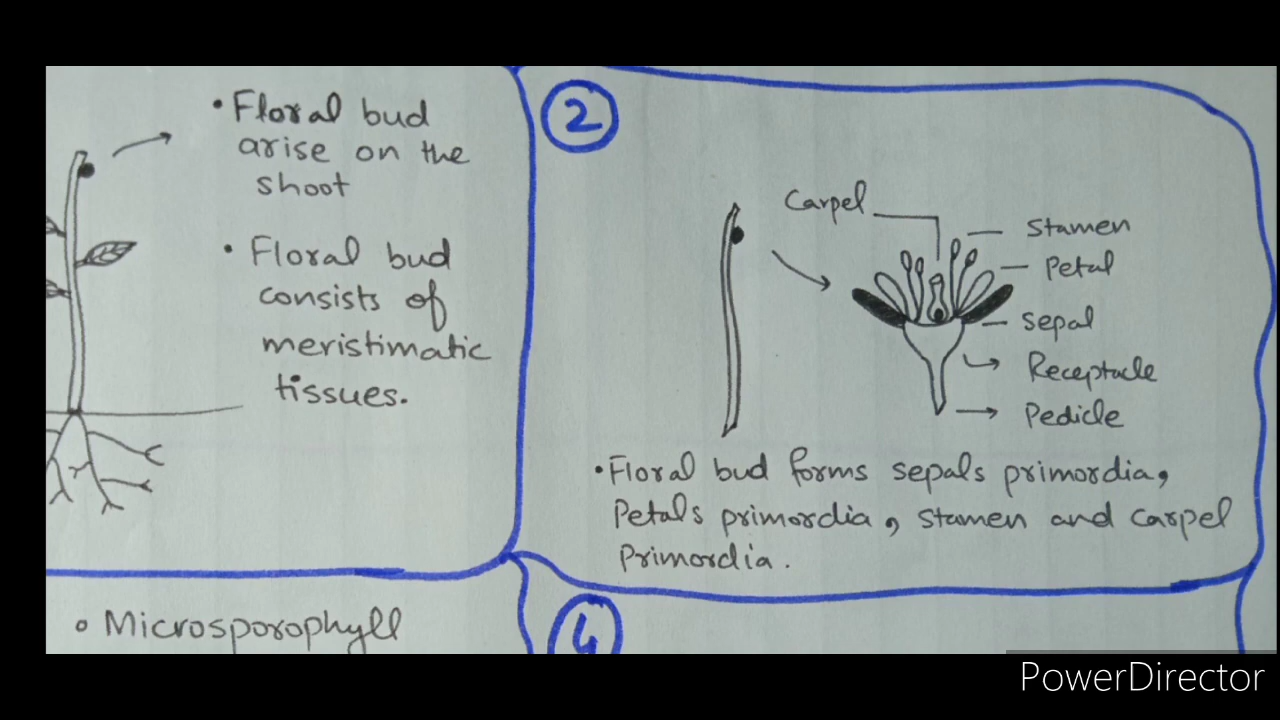 • Floral bud
arise on the
shoot
• Floral bud
consists of
meristimatic
tissues.
2
Carpel
Stamen
Petal
Sepal
Receptacle
Pedicle
• Floral bud forms sepals primordia,
Petals primordia, stamen and carpel
Primordia.
• Microsporophyll
4
PowerDirector